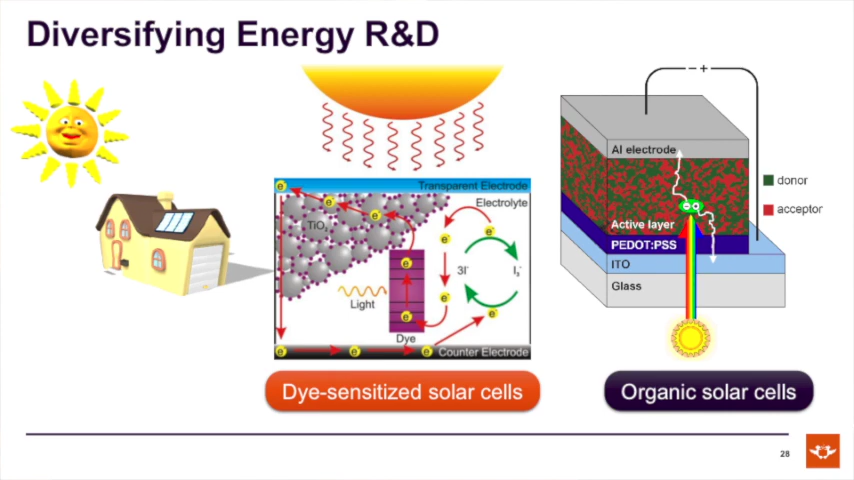 Diversifying Energy R&D
Transparent Electrode
e⁻
e⁻
e⁻
Electrolyte
TiO₂
e⁻
e⁻
e⁻
3I⁻
I₃⁻
Light
e⁻
e⁻
e⁻
Dye
e⁻
e⁻
e⁻
Counter Electrode
Dye-sensitized solar cells
− +
Al electrode
donor
acceptor
Active layer
PEDOT:PSS
ITO
Glass
Organic solar cells
28